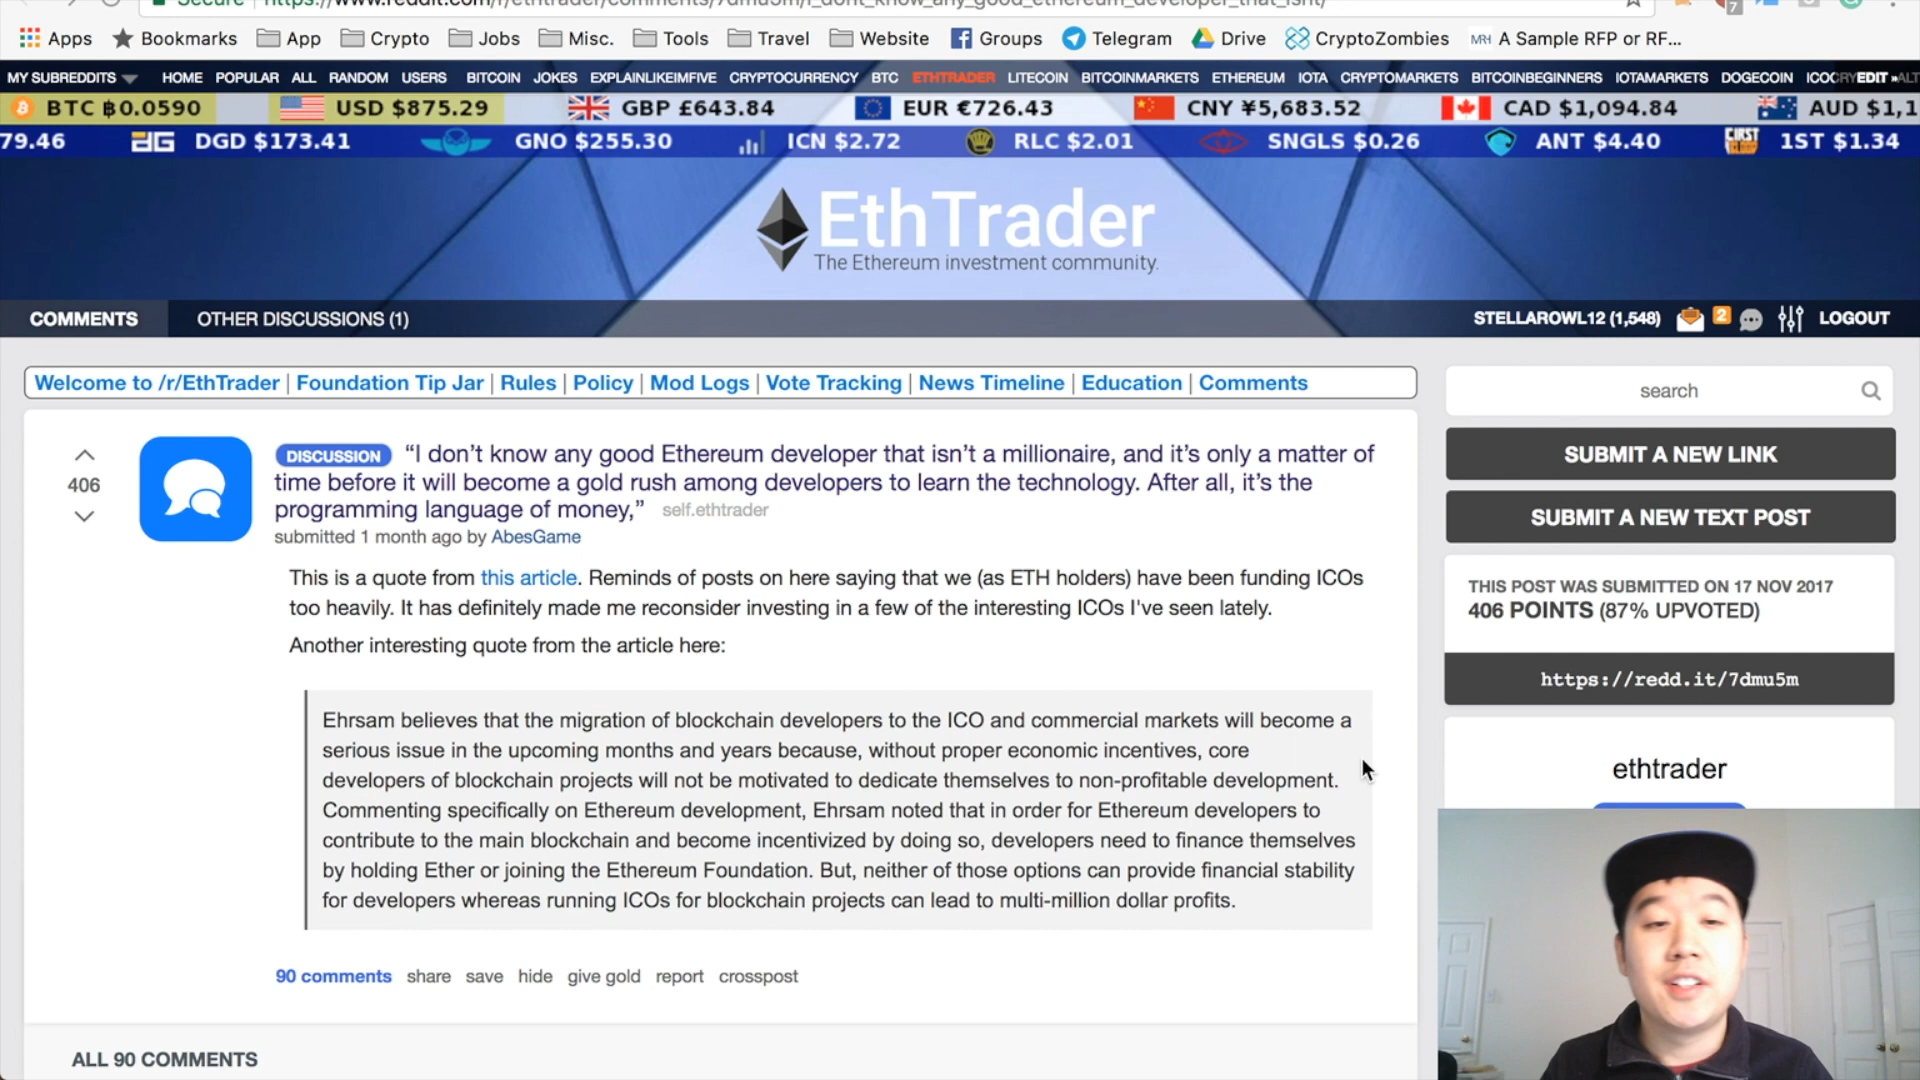 Secure https://www.reddit.com/r/ethtrader/comments/7dmu5m/i_dont_know_any_good_ethereum_developer_that_isnt/
7
Apps Bookmarks App Crypto Jobs Misc. Tools Travel Website Groups Telegram Drive CryptoZombies MRH A Sample RFP or RF...
MY SUBREDDITS HOME POPULAR ALL RANDOM USERS BITCOIN JOKES EXPLAINLIKEIMFIVE CRYPTOCURRENCY BTC ETHTRADER LITECOIN BITCOINMARKETS ETHEREUM IOTA CRYPTOMARKETS BITCOINBEGINNERS IOTAMARKETS DOGECOIN EDIT »
BTC ฿0.0590 USD $875.29 GBP £643.84 EUR €726.43 CNY ¥5,683.52 CAD $1,094.84 AUD $1,1
79.46 DGD $173.41 GNO $255.30 ICN $2.72 RLC $2.01 SNGLS $0.26 ANT $4.40 FIRST 1ST $1.34
EthTrader
The Ethereum investment community.
COMMENTS OTHER DISCUSSIONS (1) STELLAROWL12 (1,548) 2 LOGOUT
Welcome to /r/EthTrader | Foundation Tip Jar | Rules | Policy | Mod Logs | Vote Tracking | News Timeline | Education | Comments
search
406
DISCUSSION “I don’t know any good Ethereum developer that isn’t a millionaire, and it’s only a matter of
time before it will become a gold rush among developers to learn the technology. After all, it’s the
programming language of money,” self.ethtrader
submitted 1 month ago by AbesGame
This is a quote from this article. Reminds of posts on here saying that we (as ETH holders) have been funding ICOs
too heavily. It has definitely made me reconsider investing in a few of the interesting ICOs I've seen lately.
Another interesting quote from the article here:
Ehrsam believes that the migration of blockchain developers to the ICO and commercial markets will become a
serious issue in the upcoming months and years because, without proper economic incentives, core
developers of blockchain projects will not be motivated to dedicate themselves to non-profitable development.
Commenting specifically on Ethereum development, Ehrsam noted that in order for Ethereum developers to
contribute to the main blockchain and become incentivized by doing so, developers need to finance themselves
by holding Ether or joining the Ethereum Foundation. But, neither of those options can provide financial stability
for developers whereas running ICOs for blockchain projects can lead to multi-million dollar profits.
90 comments share save hide give gold report crosspost
ALL 90 COMMENTS
SUBMIT A NEW LINK
SUBMIT A NEW TEXT POST
THIS POST WAS SUBMITTED ON 17 NOV 2017
406 POINTS (87% UPVOTED)
https://redd.it/7dmu5m
ethtrader